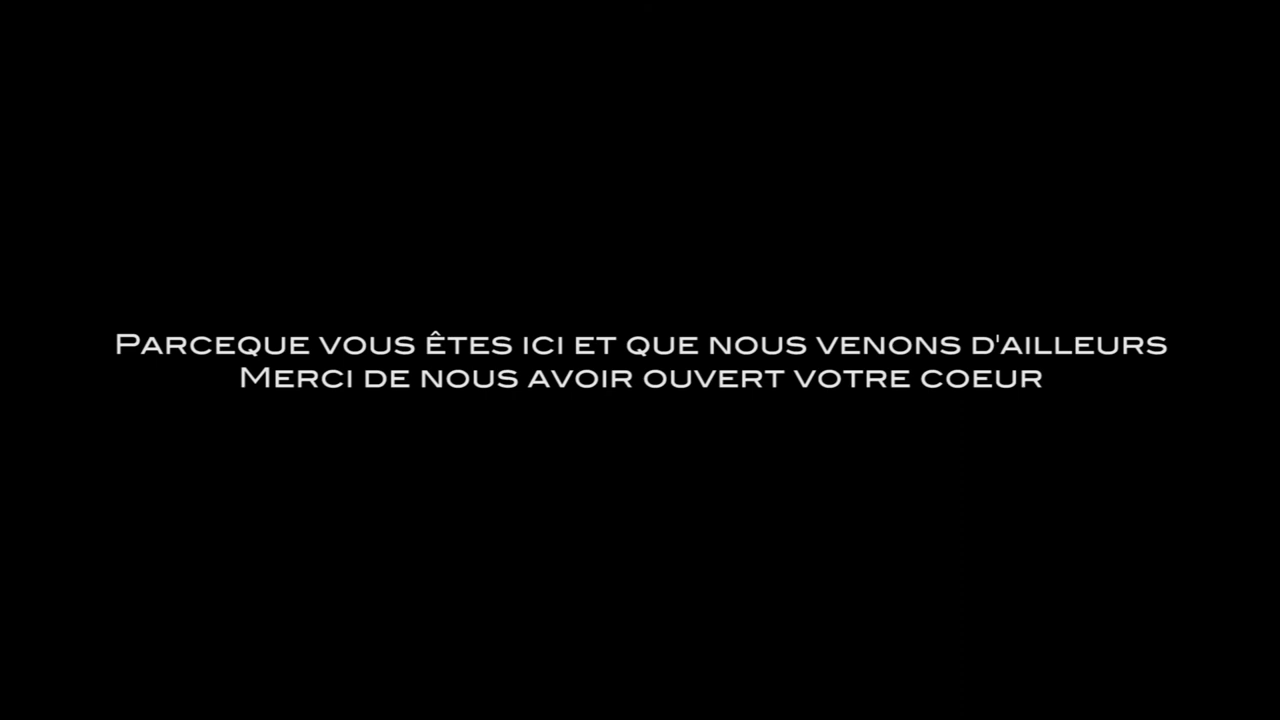 Parceque vous êtes ici et que nous venons d'ailleurs
Merci de nous avoir ouvert votre coeur